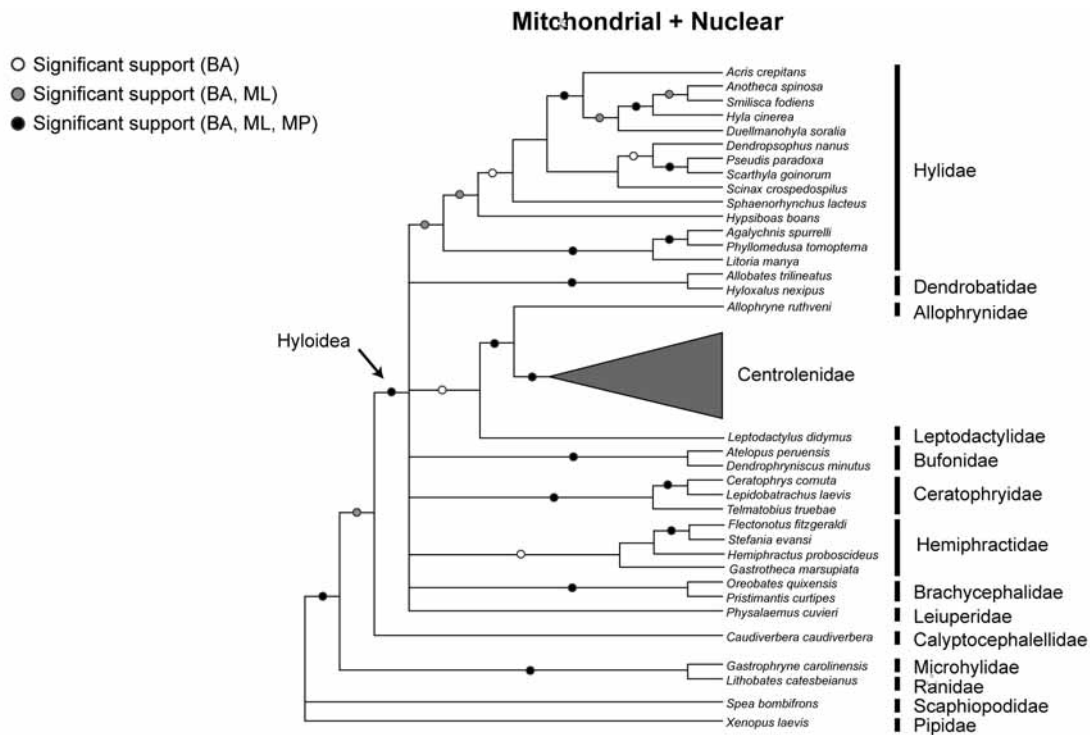 Mitchondrial + Nuclear
Significant support (BA)
Significant support (BA, ML)
Significant support (BA, ML, MP)
Acris crepitans
Anotheca spinosa
Smilisca fodiens
Hyla cinerea
Duellmanohyla soralia
Dendropsophus nanus
Pseudis paradoxa
Scarthyla goinorum
Scinax crospedospilus
Sphaenorhynchus lacteus
Hypsiboas boans
Agalychnis spurrelli
Phyllomedusa tomopterna
Litoria manya
Hylidae
Allobates trilineatus
Hyloxalus nexipus
Dendrobatidae
Allophryne ruthveni
Allophrynidae
Hyloidea
Centrolenidae
Leptodactylus didymus
Leptodactylidae
Atelopus peruensis
Dendrophryniscus minutus
Bufonidae
Ceratophrys cornuta
Lepidobatrachus laevis
Telmatobius truebae
Ceratophryidae
Flectonotus fitzgeraldi
Stefania evansi
Hemiphractus proboscideus
Gastrotheca marsupiata
Hemiphractidae
Oreobates quixensis
Pristimantis curtipes
Brachycephalidae
Physalaemus cuvieri
Leiuperidae
Caudiverbera caudiverbera
Calyptocephalellidae
Gastrophryne carolinensis
Microhylidae
Lithobates catesbeianus
Ranidae
Spea bombifrons
Scaphiopodidae
Xenopus laevis
Pipidae